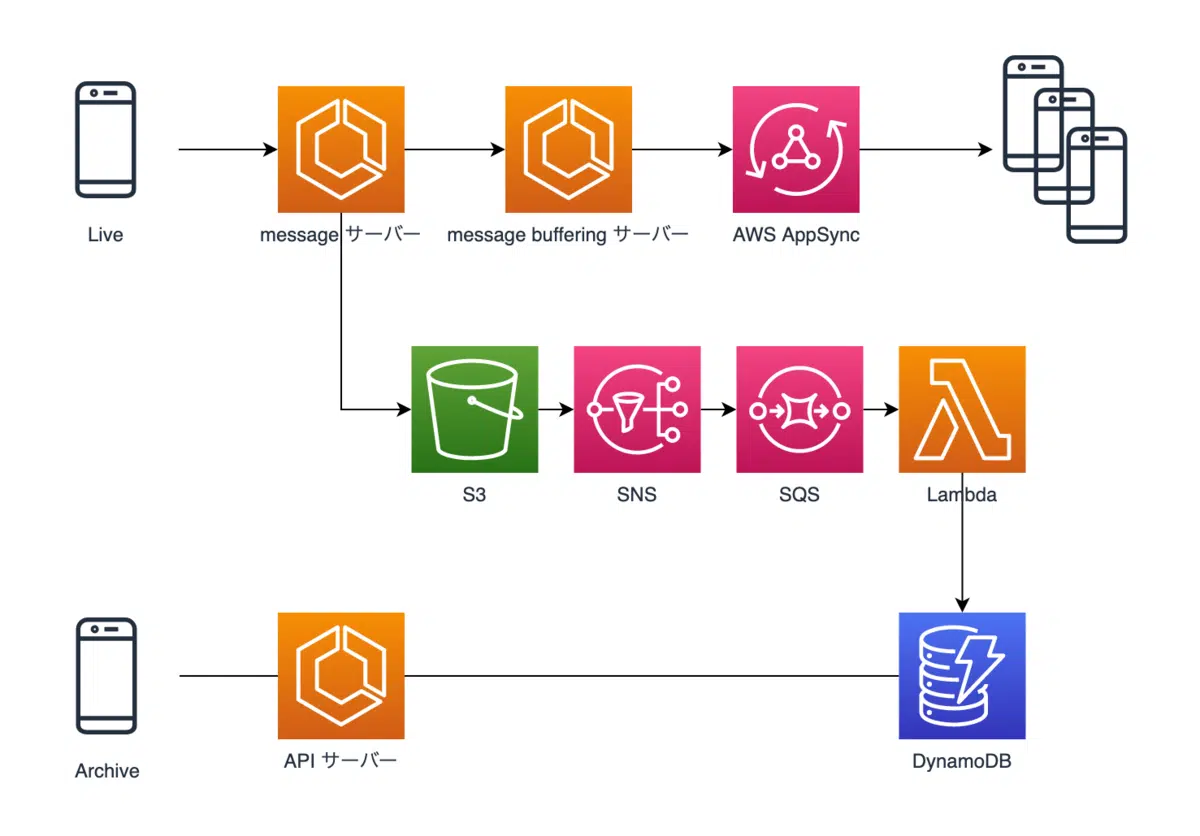 Live
message サーバー
message buffering サーバー
AWS AppSync
S3
SNS
SQS
Lambda
Archive
API サーバー
DynamoDB